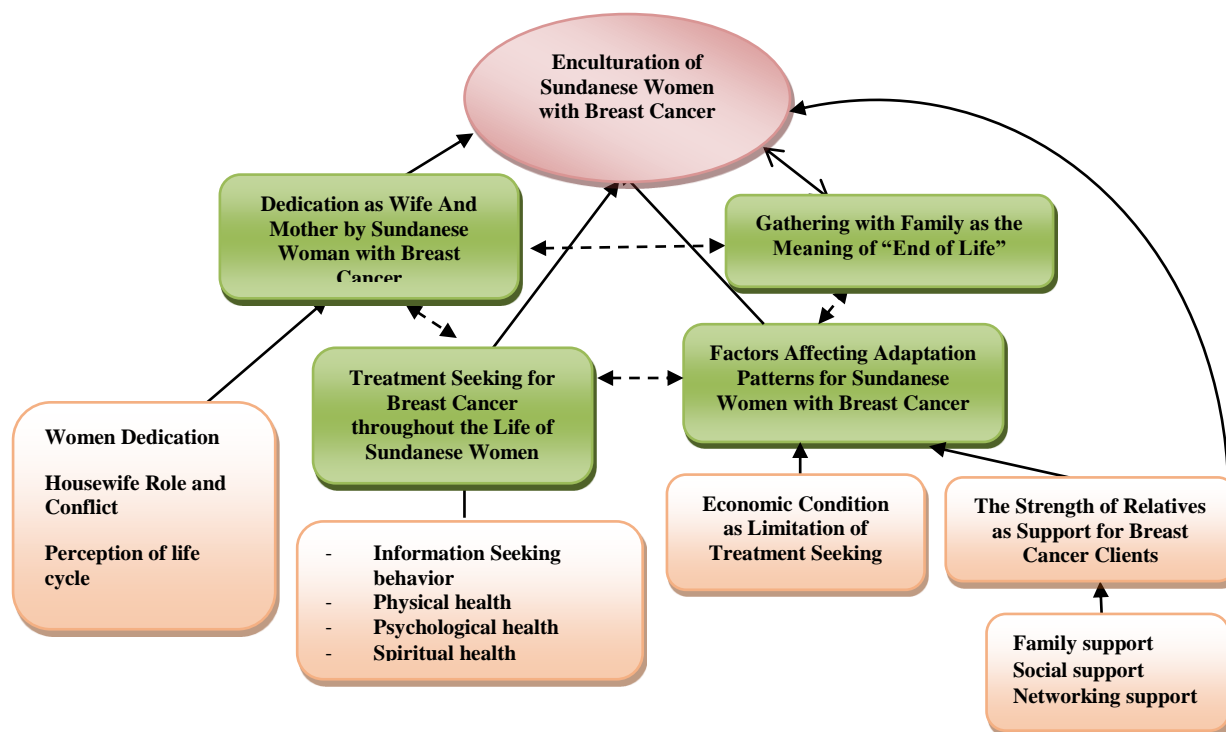 Enculturation of
Sundanese Women
with Breast Cancer
Dedication as Wife And
Mother by Sundanese
Woman with Breast
Cancer
Gathering with Family as the
Meaning of “End of Life”
Treatment Seeking for
Breast Cancer
throughout the Life of
Sundanese Women
Factors Affecting Adaptation
Patterns for Sundanese
Women with Breast Cancer
Women Dedication
Housewife Role and
Conflict
Perception of life
cycle
- Information Seeking
behavior
- Physical health
- Psychological health
- Spiritual health
Economic Condition
as Limitation of
Treatment Seeking
The Strength of Relatives
as Support for Breast
Cancer Clients
Family support
Social support
Networking support